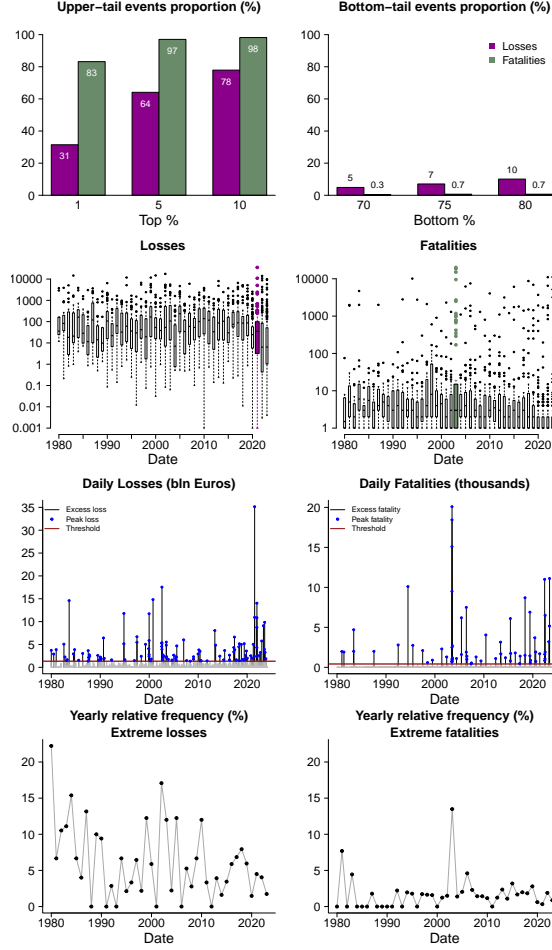 Upper−tail events proportion (%)
100
80
60
40
20
0
31
83
64
97
78
98
1 5 10
Top %
Bottom−tail events proportion (%)
Losses
Fatalities
100
80
60
40
20
0
5 0.3 7 0.7 10 0.7
70 75 80
Bottom %
Losses
10000
1000
100
10
1
0.1
0.01
0.001
1980 1990 2000 2010 2020
Date
Fatalities
10000
1000
100
10
1
1980 1990 2000 2010 2020
Date
Daily Losses (bln Euros)
Excess loss
Peak loss
Threshold
35
30
25
20
15
10
5
0
1980 1990 2000 2010 2020
Date
Daily Fatalities (thousands)
Excess fatality
Peak fatality
Threshold
20
15
10
5
0
1980 1990 2000 2010 2020
Date
Yearly relative frequency (%)
Extreme losses
20
15
10
5
0
1980 1990 2000 2010 2020
Date
Yearly relative frequency (%)
Extreme fatalities
20
15
10
5
0
1980 1990 2000 2010 2020
Date